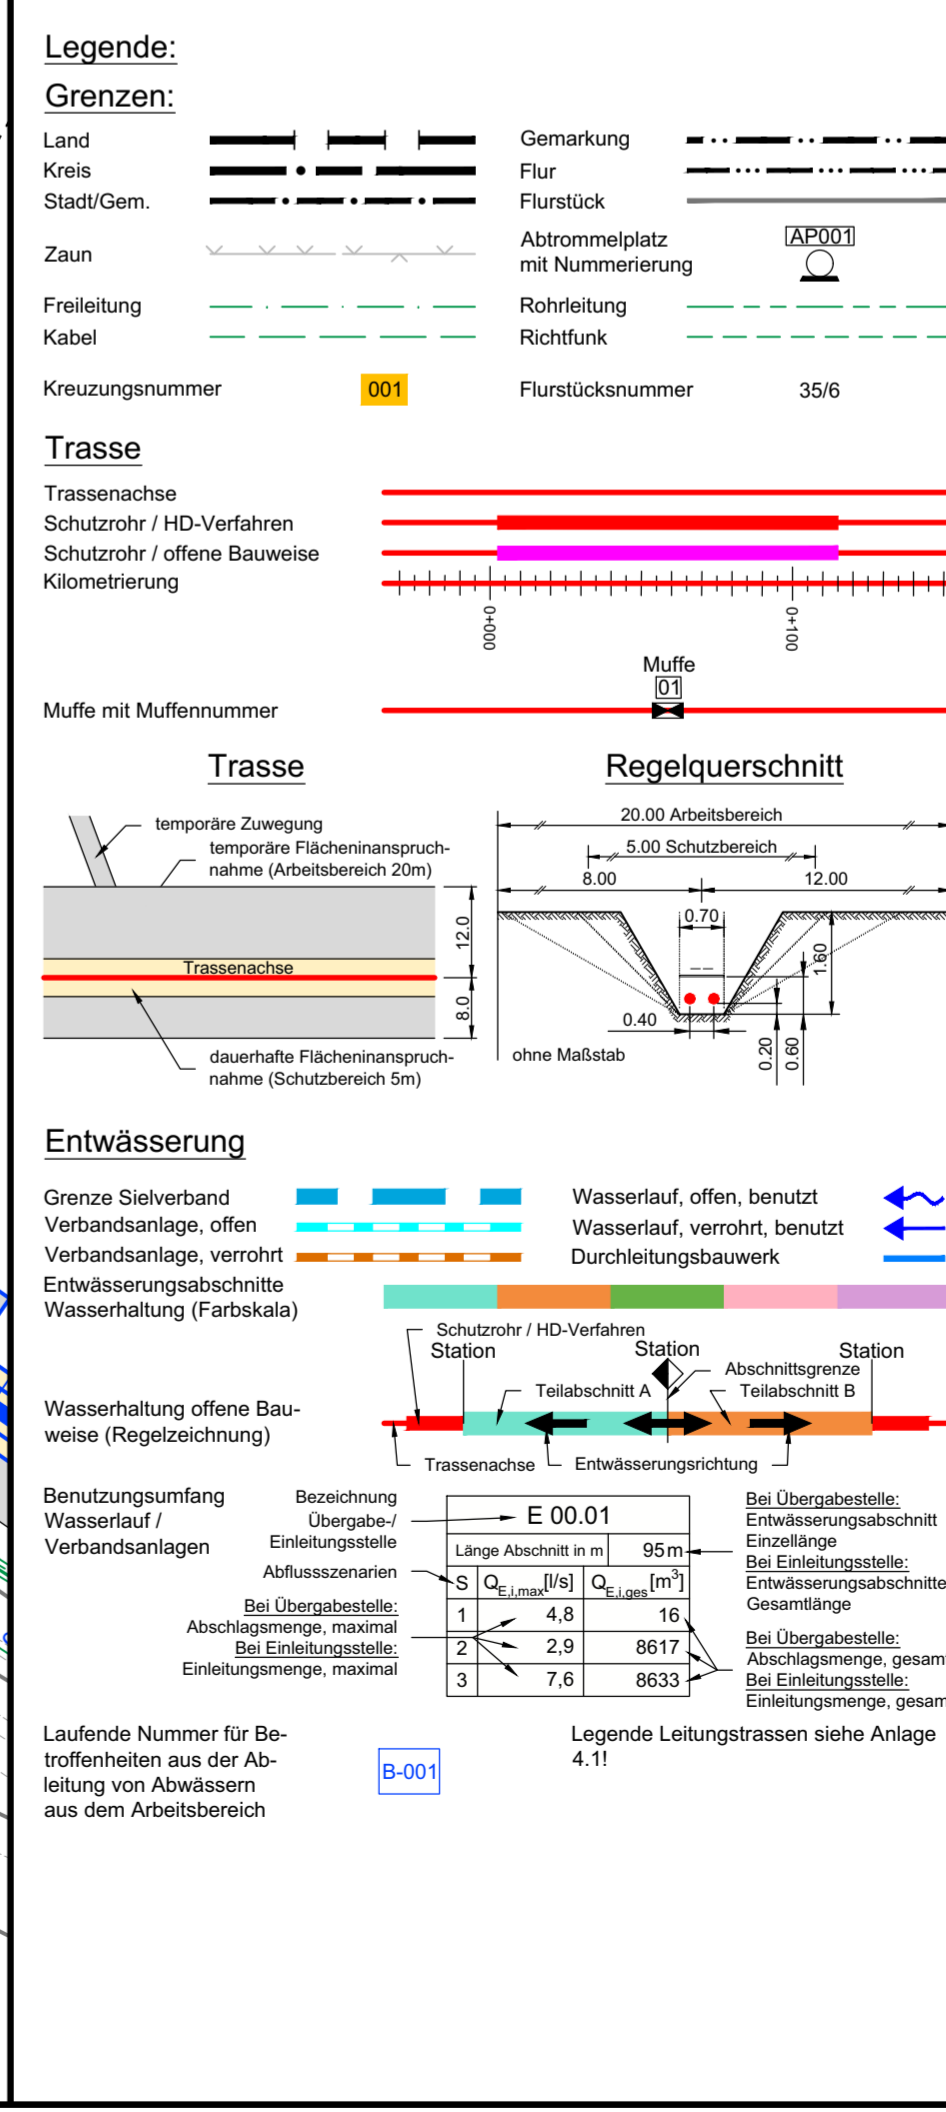 Legende:
Grenzen:
Land
Kreis
Stadt/Gem.
Zaun
Freileitung
Kabel
Kreuzungsnummer
001
Gemarkung
Flur
Flurstück
Abtrommelplatz
mit Nummerierung
AP001
Rohrleitung
Richtfunk
Flurstücksnummer
35/6
Trasse
Trassenachse
Schutzrohr / HD-Verfahren
Schutzrohr / offene Bauweise
Kilometrierung
0+000
0+100
Muffe
01
Muffe mit Muffennummer
Trasse
temporäre Zuwegung
temporäre Flächeninanspruch-
nahme (Arbeitsbereich 20m)
12.0
Trassenachse
8.0
dauerhafte Flächeninanspruch-
nahme (Schutzbereich 5m)
Regelquerschnitt
20.00 Arbeitsbereich
5.00 Schutzbereich
8.00
12.00
0.70
1.60
0.40
0.20
0.60
ohne Maßstab
Entwässerung
Grenze Sielverband
Verbandsanlage, offen
Verbandsanlage, verrohrt
Wasserlauf, offen, benutzt
Wasserlauf, verrohrt, benutzt
Durchleitungsbauwerk
Entwässerungsabschnitte
Wasserhaltung (Farbskala)
Schutzrohr / HD-Verfahren
Station
Station
Station
Abschnittsgrenze
Teilabschnitt A
Teilabschnitt B
Wasserhaltung offene Bau-
weise (Regelzeichnung)
Trassenachse
Entwässerungsrichtung
Benutzungsumfang
Wasserlauf /
Verbandsanlagen
Bezeichnung
Übergabe-/
Einleitungsstelle
Abflussszenarien
Bei Übergabestelle:
Abschlagsmenge, maximal
Bei Einleitungsstelle:
Einleitungsmenge, maximal
E 00.01
Länge Abschnitt in m 95m
S Q E,i,max [l/s] Q E,i,ges [m³]
1 4,8 16
2 2,9 8617
3 7,6 8633
Bei Übergabestelle:
Entwässerungsabschnitt
Einzellänge
Bei Einleitungsstelle:
Entwässerungsabschnitte
Gesamtlänge
Bei Übergabestelle:
Abschlagsmenge, gesam
Bei Einleitungsstelle:
Einleitungsmenge, gesam
Laufende Nummer für Be-
troffenheiten aus der Ab-
leitung von Abwässern
aus dem Arbeitsbereich
B-001
Legende Leitungstrassen siehe Anlage
4.1!